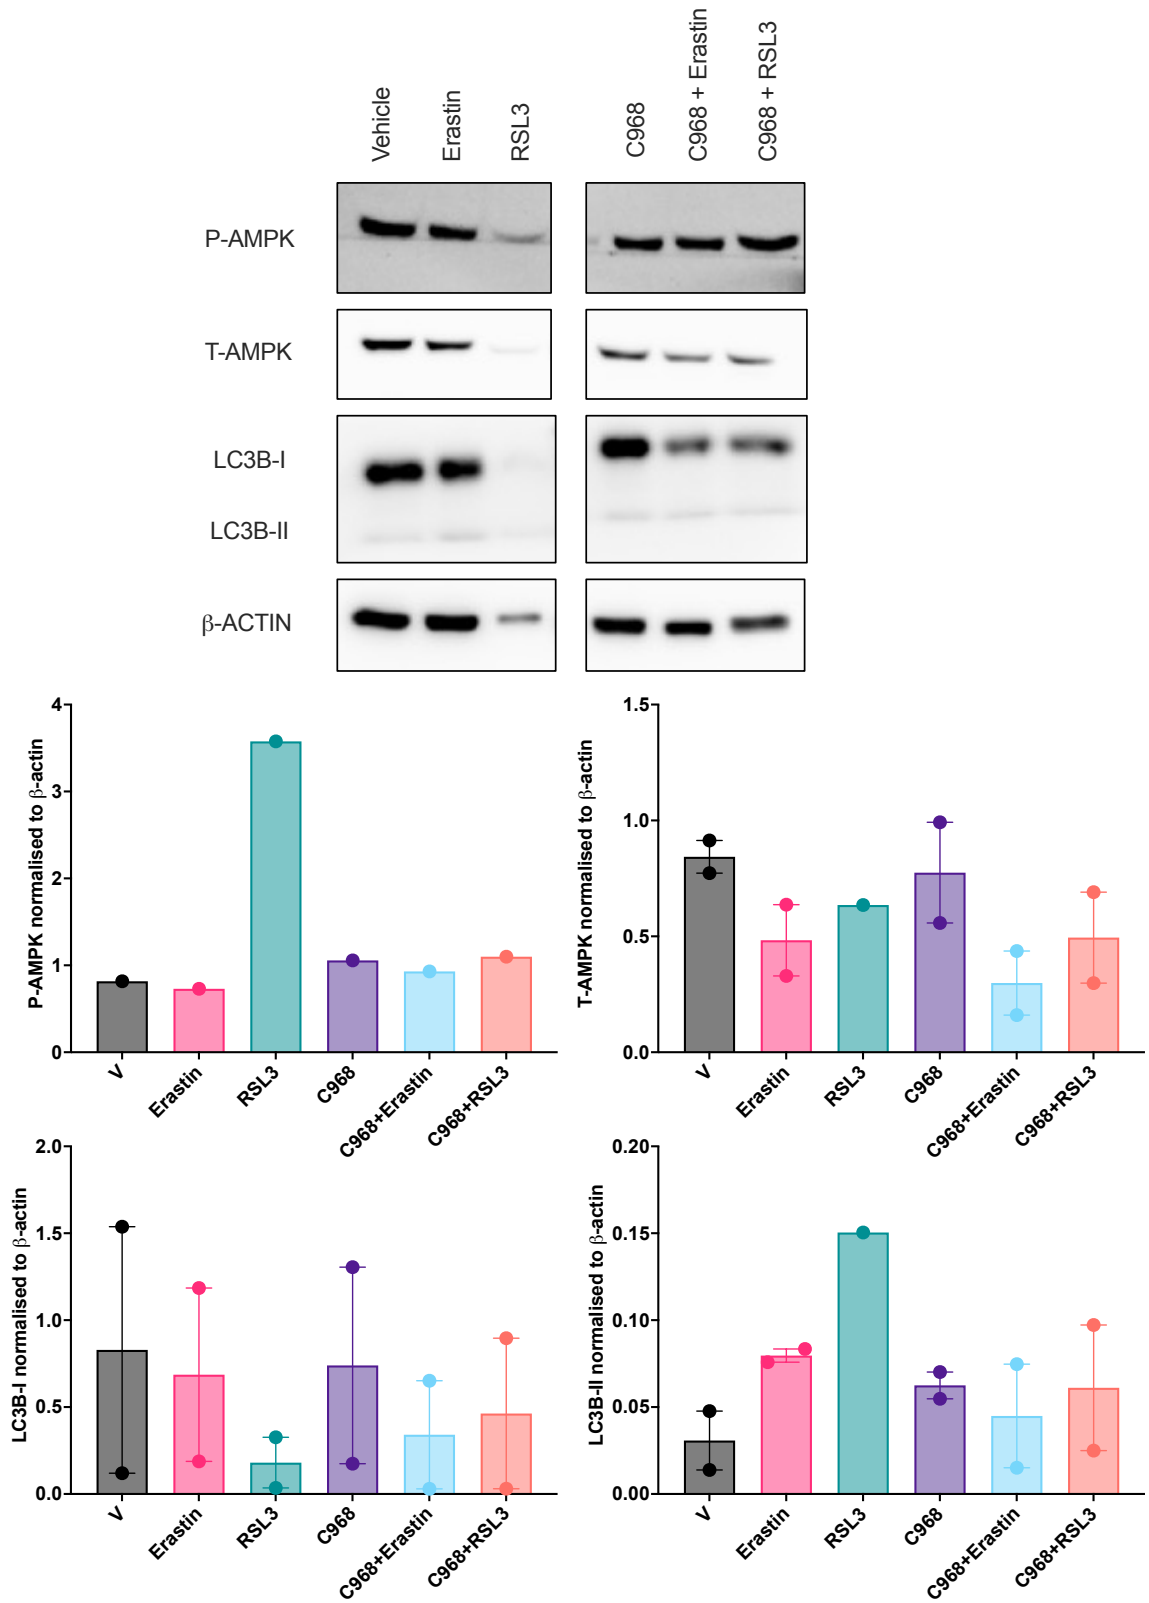 Vehicle
Erastin
RSL3
C968
C968 + Erastin
C968 + RSL3
P-AMPK
T-AMPK
LC3B-I
LC3B-II
β-ACTIN
P-AMPK normalised to β-actin
4
3
2
1
0
V
Erastin
RSL3
C968
C968+Erastin
C968+RSL3
T-AMPK normalised to β-actin
1.5
1.0
0.5
0.0
V
Erastin
RSL3
C968
C968+Erastin
C968+RSL3
LC3B-I normalised to β-actin
2.0
1.5
1.0
0.5
0.0
V
Erastin
RSL3
C968
C968+Erastin
C968+RSL3
LC3B-II normalised to β-actin
0.20
0.15
0.10
0.05
0.00
V
Erastin
RSL3
C968
C968+Erastin
C968+RSL3